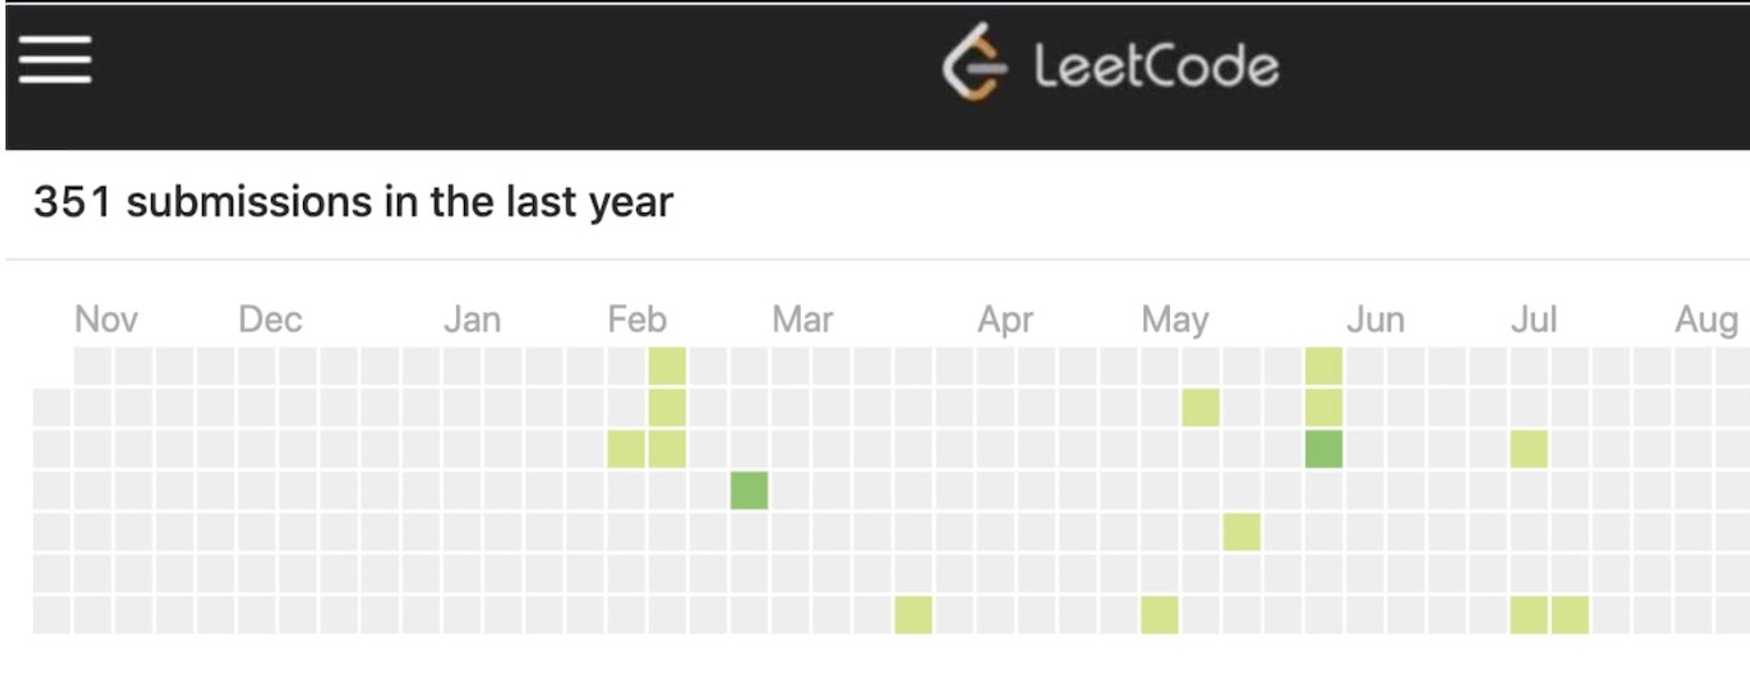 LeetCode
351 submissions in the last year
Nov Dec Jan Feb Mar Apr May Jun Jul Aug